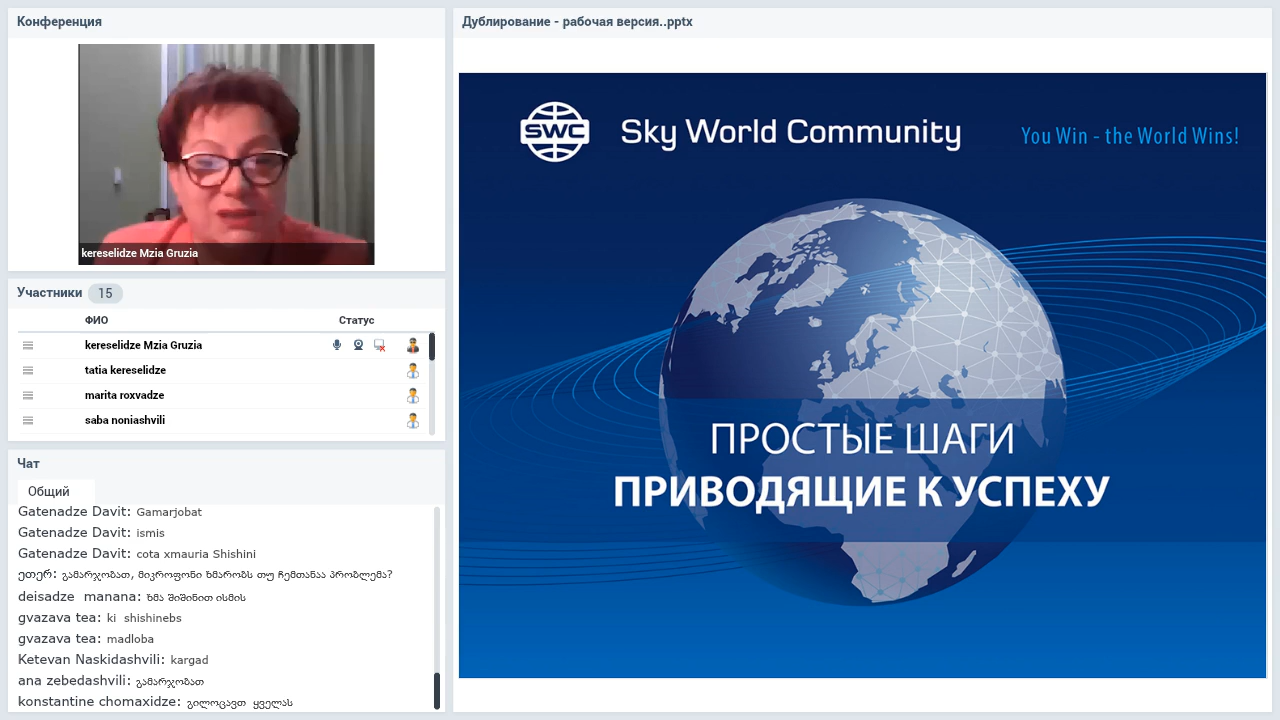 Конференция
kereselidze Mzia Gruzia
Участники 15
ФИО Статус
kereselidze Mzia Gruzia
tatia kereselidze
marita roxvadze
saba noniashvili
Чат
Общий
Gatenadze Davit: Gamarjobat
Gatenadze Davit: ismis
Gatenadze Davit: cota xmauria Shishini
ეთერ: გამარჯობათ, მიკროფონი ხმარობს თუ ჩემთანაა პრობლემა?
deisadze manana: ხმა შიშინით ისმის
gvazava tea: ki shishinebs
gvazava tea: madloba
Ketevan Naskidashvili: kargad
ana zebedashvili: გამარჯობათ
konstantine chomaxidze: გილოცავთ ყველას
Дублирование - рабочая версия..pptx
SWC Sky World Community
You Win - the World Wins!
ПРОСТЫЕ ШАГИ
ПРИВОДЯЩИЕ К УСПЕХУ